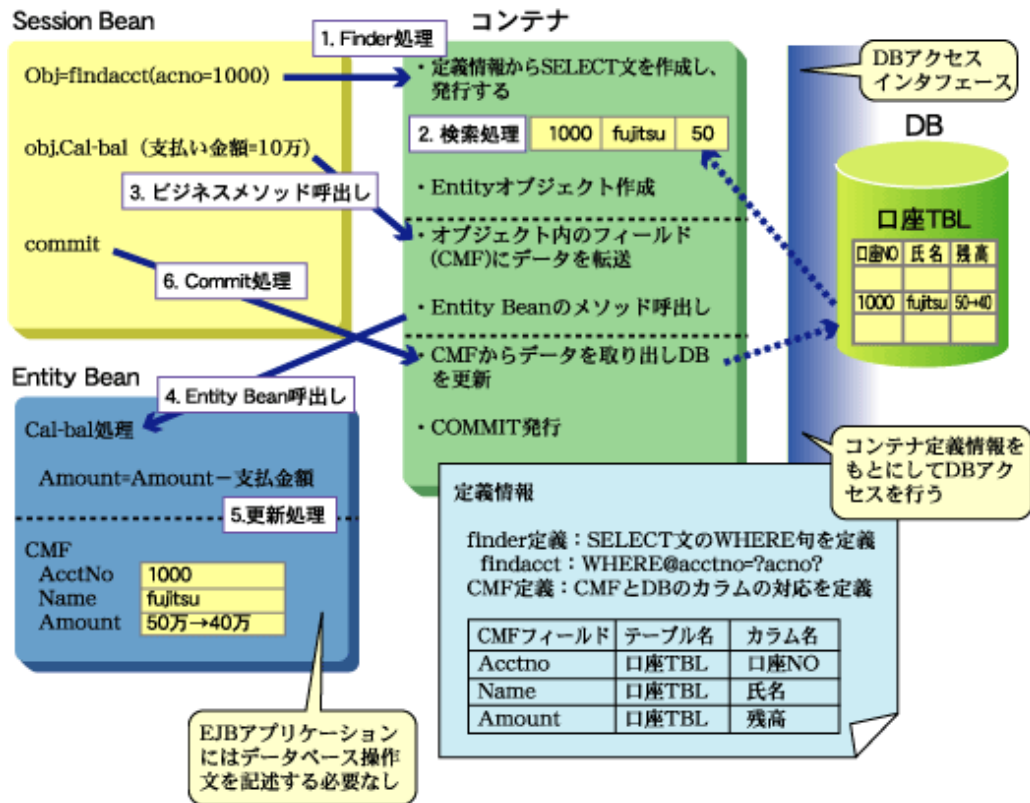 Session Bean
コンテナ
1. Finder処理
Obj=findacct(acno=1000)
・定義情報からSELECT文を作成し、
発行する
DBアクセス
インタフェース
DB
2. 検索処理
1000 fujitsu 50
obj.Cal-bal（支払い金額=10万）
3. ビジネスメソッド呼出し
・Entityオブジェクト作成
口座TBL
口座NO 氏名 残高
1000 fujitsu 50→40
・オブジェクト内のフィールド
(CMF)にデータを転送
commit
6. Commit処理
・Entity Beanのメソッド呼出し
・CMFからデータを取り出しDB
を更新
・COMMIT発行
Entity Bean
4. Entity Bean呼出し
Cal-bal処理
Amount=Amount－支払金額
5.更新処理
CMF
AcctNo 1000
Name fujitsu
Amount 50万→40万
コンテナ定義情報を
もとにしてDBアク
セスを行う
定義情報
finder定義：SELECT文のWHERE句を定義
findacct：WHERE@acctno=?acno?
CMF定義：CMFとDBのカラムの対応を定義
CMFフィールド テーブル名 カラム名
Acctno 口座TBL 口座NO
Name 口座TBL 氏名
Amount 口座TBL 残高
EJBアプリケーション
にはデータベース操作
文を記述する必要なし